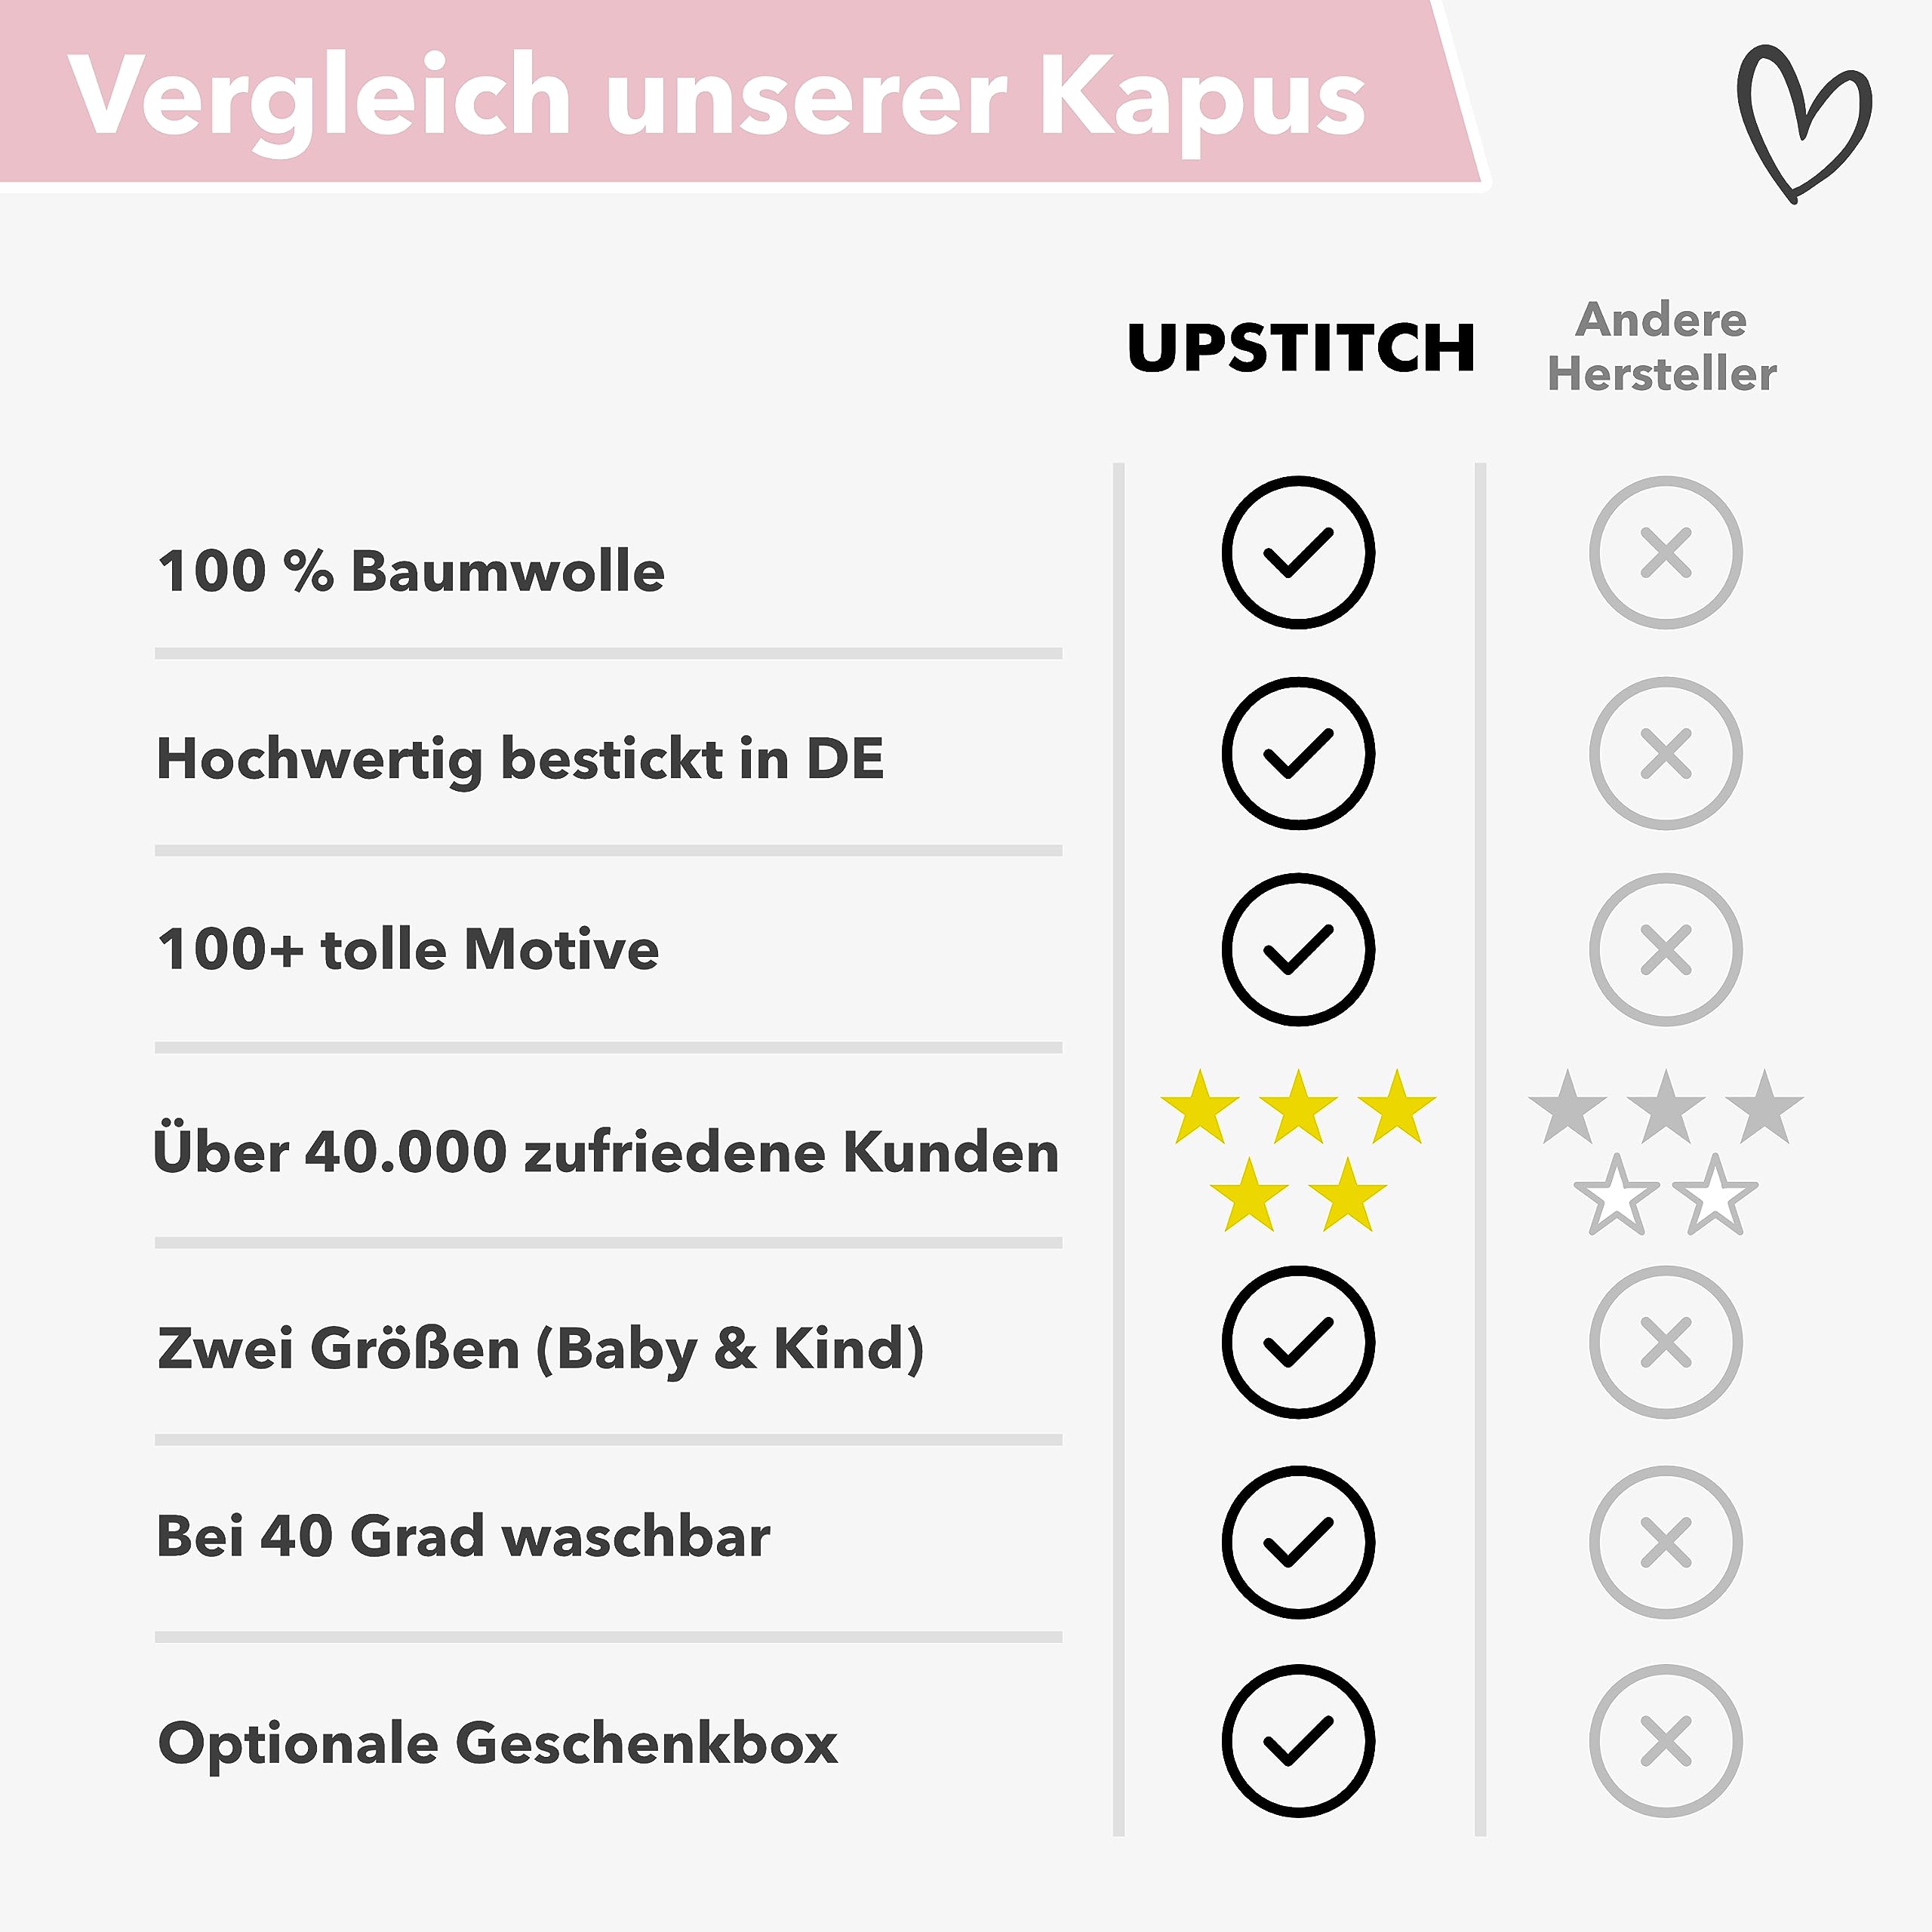 Vergleich unserer Kapus
UPSTITCH
Andere
Hersteller
100 % Baumwolle
Hochwertig bestickt in DE
100+ tolle Motive
Über 40.000 zufriedene Kunden
Zwei Größen (Baby & Kind)
Bei 40 Grad waschbar
Optionale Geschenkbox